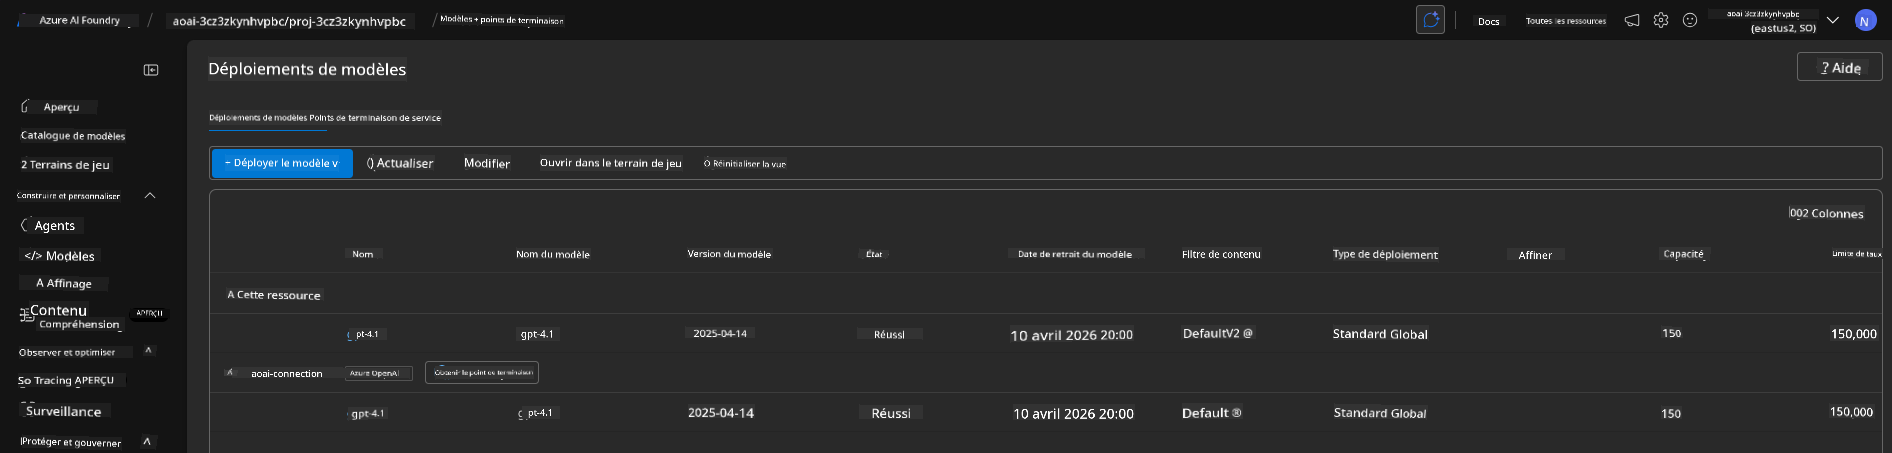 Azure AI Foundry / aoai-3cz3zkynhvpbc/proj-3cz3zkynhvpbc / Modèles + points de terminaison
Docs
Toutes les ressources
aoai-3cz3zkynhvpbc
(eastus2, SO)
N
Déploiements de modèles
? Aide
Aperçu
Catalogue de modèles
2 Terrains de jeu
Construire et personnaliser
Agents
</> Modèles
A Affinage
Contenu
Compréhension
APERÇU
Observer et optimiser
So Tracing APERÇU
Surveillance
Protéger et gouverner
Déploiements de modèles Points de terminaison de service
+ Déployer le modèle v
() Actualiser
Modifier
Ouvrir dans le terrain de jeu
O Réinitialiser la vue
002 Colonnes
Nom Nom du modèle Version du modèle État Date de retrait du modèle Filtre de contenu Type de déploiement Affiner Capacité Limite de taux
A Cette ressource
pt-4.1 gpt-4.1 2025-04-14 Réussi 10 avril 2026 20:00 DefaultV2 @ Standard Global 150 150,000
aoai-connection Azure OpenAI Obtenir le point de terminaison
gpt-4.1 g pt-4.1 2025-04-14 Réussi 10 avril 2026 20:00 Default ® Standard Global 150 150,000